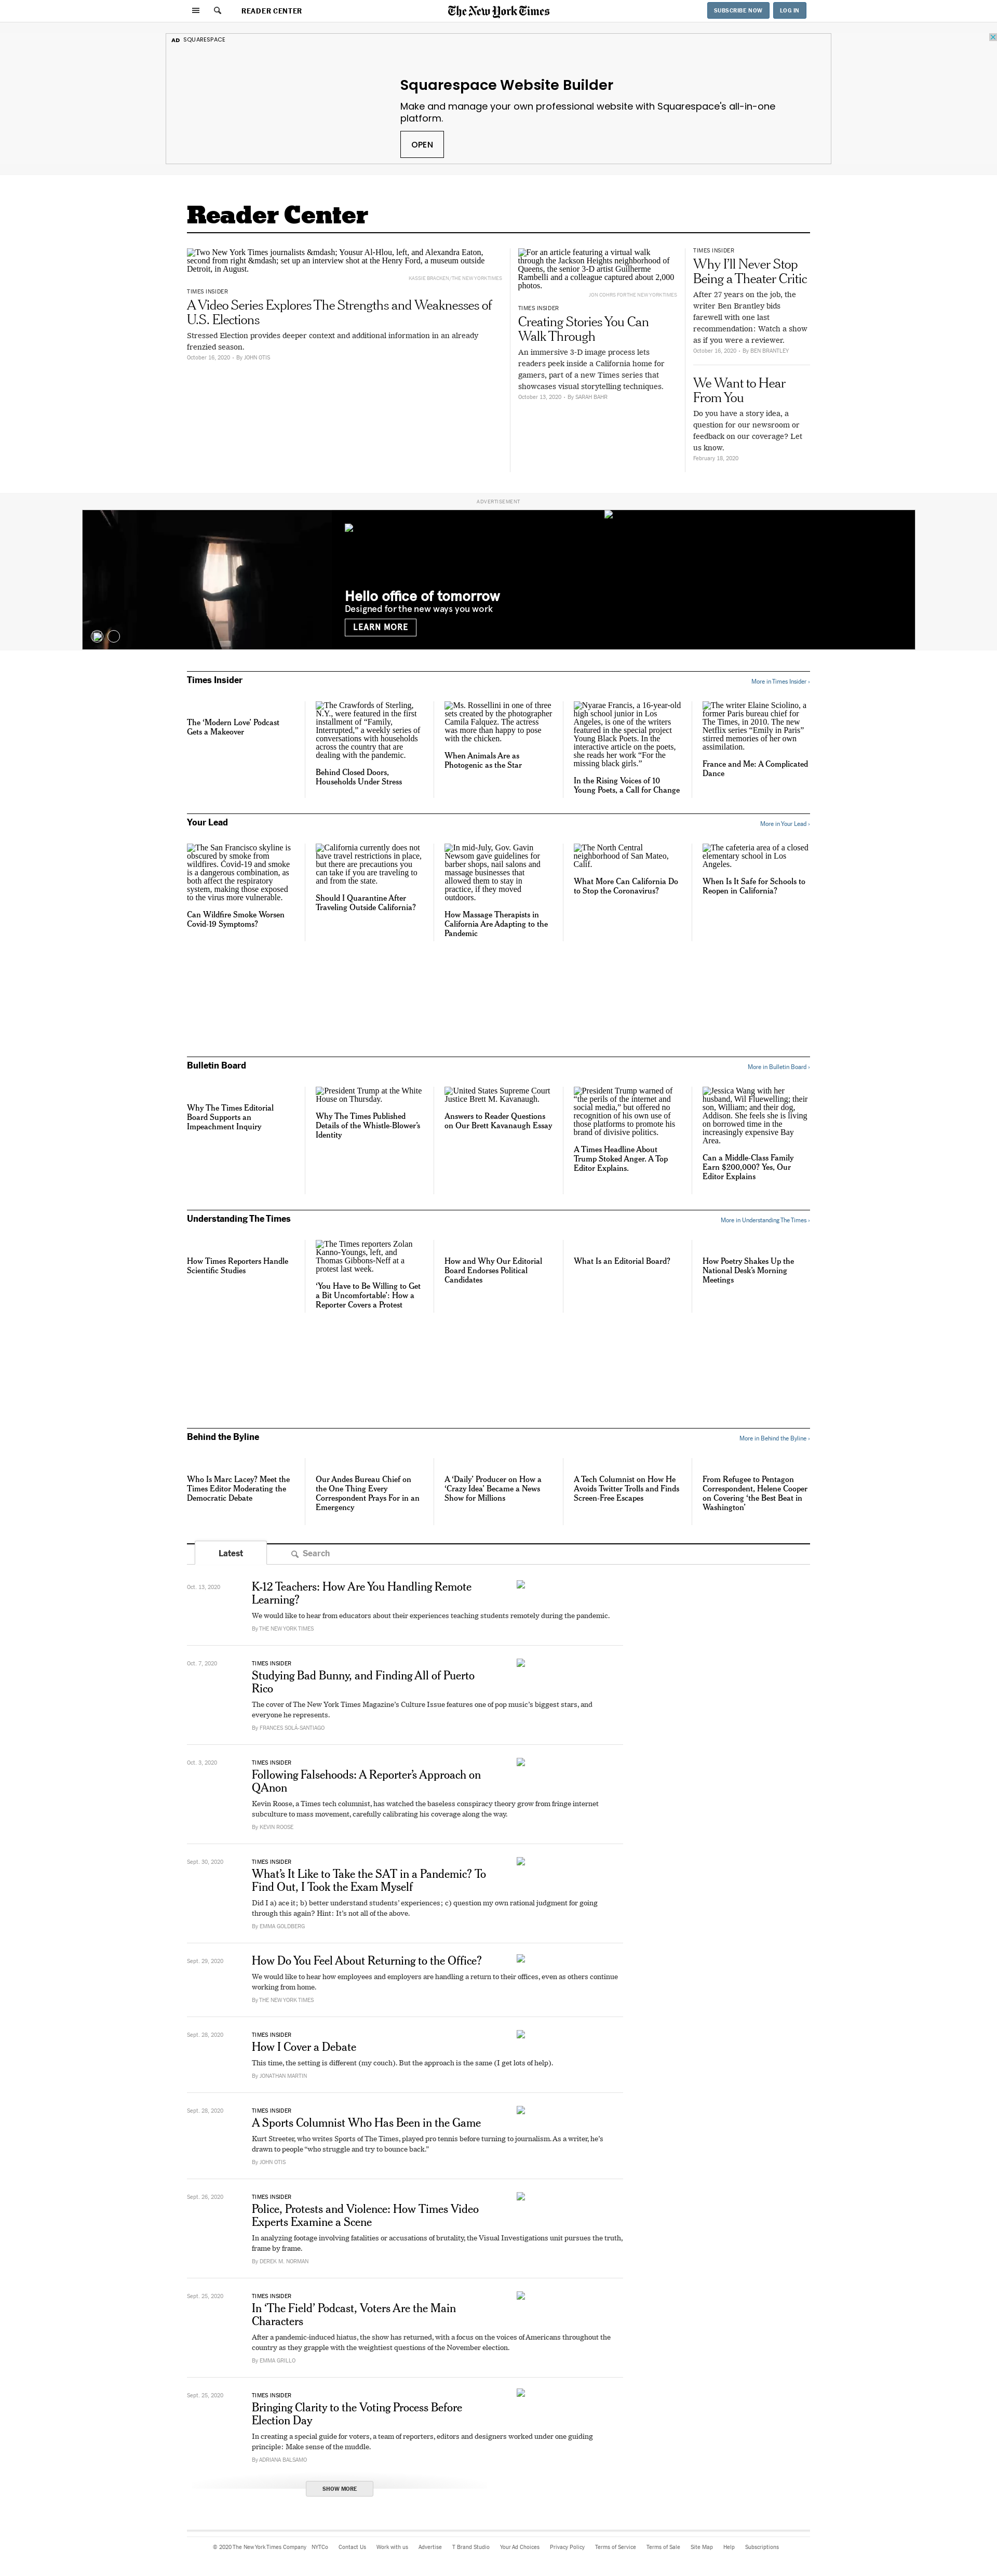 READER CENTER
The New York Times
SUBSCRIBE NOW
LOG IN
AD SQUARESPACE
Squarespace Website Builder
Make and manage your own professional website with Squarespace's all-in-one
platform.
OPEN
Reader Center
Two New York Times journalists &mdash; Yousur Al-Hlou, left, and Alexandra Eaton,
second from right &mdash; set up an interview shot at the Henry Ford, a museum outside
Detroit, in August.
KASSIE BRACKEN/THE NEW YORK TIMES
TIMES INSIDER
A Video Series Explores The Strengths and Weaknesses of
U.S. Elections
Stressed Election provides deeper context and additional information in an already
frenzied season.
October 16, 2020 - By JOHN OTIS
For an article featuring a virtual walk
through the Jackson Heights neighborhood of
Queens, the senior 3-D artist Guilherme
Rambelli and a colleague captured about 2,000
photos.
JON COHRS FOR THE NEW YORK TIMES
TIMES INSIDER
Creating Stories You Can
Walk Through
An immersive 3-D image process lets
readers peek inside a California home for
gamers, part of a new Times series that
showcases visual storytelling techniques.
October 13, 2020 - By SARAH BAHR
TIMES INSIDER
Why I'll Never Stop
Being a Theater Critic
After 27 years on the job, the
writer Ben Brantley bids
farewell with one last
recommendation: Watch a show
as if you were a reviewer.
October 16, 2020 - By BEN BRANTLEY
We Want to Hear
From You
Do you have a story idea, a
question for our newsroom or
feedback on our coverage? Let
us know.
February 18, 2020
ADVERTISEMENT
Hello office of tomorrow
Designed for the new ways you work
LEARN MORE
Times Insider
More in Times Insider ›
The ‘Modern Love’ Podcast
Gets a Makeover
The Crawfords of Sterling,
N.Y., were featured in the first
installment of “Family,
Interrupted,” a weekly series of
conversations with households
across the country that are
dealing with the pandemic.
Behind Closed Doors,
Households Under Stress
Ms. Rossellini in one of three
sets created by the photographer
Camila Falquez. The actress
was more than happy to pose
with the chicken.
When Animals Are as
Photogenic as the Star
Nyarae Francis, a 16-year-old
high school junior in Los
Angeles, is one of the writers
featured in the special project
Young Black Poets. In the
interactive article on the poets,
she reads her work “For the
missing black girls.”
In the Rising Voices of 10
Young Poets, a Call for Change
The writer Elaine Sciolino, a
former Paris bureau chief for
The Times, in 2010. The new
Netflix series “Emily in Paris”
stirred memories of her own
assimilation.
France and Me: A Complicated
Dance
Your Lead
More in Your Lead ›
The San Francisco skyline is
obscured by smoke from
wildfires. Covid-19 and smoke
is a dangerous combination, as
both affect the respiratory
system, making those exposed
to the virus more vulnerable.
Can Wildfire Smoke Worsen
Covid-19 Symptoms?
California currently does not
have travel restrictions in place,
but there are precautions you
can take if you are traveling to
and from the state.
Should I Quarantine After
Traveling Outside California?
In mid-July, Gov. Gavin
Newsom gave guidelines for
barber shops, nail salons and
massage businesses that
allowed them to stay in
practice, if they moved
outdoors.
How Massage Therapists in
California Are Adapting to the
Pandemic
The North Central
neighborhood of San Mateo,
Calif.
What More Can California Do
to Stop the Coronavirus?
The cafeteria area of a closed
elementary school in Los
Angeles.
When Is It Safe for Schools to
Reopen in California?
Bulletin Board
More in Bulletin Board ›
Why The Times Editorial
Board Supports an
Impeachment Inquiry
President Trump at the White
House on Thursday.
Why The Times Published
Details of the Whistle-Blower’s
Identity
United States Supreme Court
Justice Brett M. Kavanaugh.
Answers to Reader Questions
on Our Brett Kavanaugh Essay
President Trump warned of
“the perils of the internet and
social media,” but offered no
recognition of his own use of
those platforms to promote his
brand of divisive politics.
A Times Headline About
Trump Stoked Anger. A Top
Editor Explains.
Jessica Wang with her
husband, Wil Fluewelling; their
son, William; and their dog,
Addison. She feels she is living
on borrowed time in the
increasingly expensive Bay
Area.
Can a Middle-Class Family
Earn $200,000? Yes, Our
Editor Explains
Understanding The Times
More in Understanding The Times ›
How Times Reporters Handle
Scientific Studies
The Times reporters Zolan
Kanno-Youngs, left, and
Thomas Gibbons-Neff at a
protest last week.
‘You Have to Be Willing to Get
a Bit Uncomfortable’: How a
Reporter Covers a Protest
How and Why Our Editorial
Board Endorses Political
Candidates
What Is an Editorial Board?
How Poetry Shakes Up the
National Desk’s Morning
Meetings
Behind the Byline
More in Behind the Byline ›
Who Is Marc Lacey? Meet the
Times Editor Moderating the
Democratic Debate
Our Andes Bureau Chief on
the One Thing Every
Correspondent Prays For in an
Emergency
A ‘Daily’ Producer on How a
‘Crazy Idea’ Became a News
Show for Millions
A Tech Columnist on How He
Avoids Twitter Trolls and Finds
Screen-Free Escapes
From Refugee to Pentagon
Correspondent, Helene Cooper
on Covering ‘the Best Beat in
Washington’
Latest
Search
Oct. 13, 2020
K-12 Teachers: How Are You Handling Remote
Learning?
We would like to hear from educators about their experiences teaching students remotely during the pandemic.
By THE NEW YORK TIMES
Oct. 7, 2020
TIMES INSIDER
Studying Bad Bunny, and Finding All of Puerto
Rico
The cover of The New York Times Magazine’s Culture Issue features one of pop music’s biggest stars, and
everyone he represents.
By FRANCES SOLÁ-SANTIAGO
Oct. 3, 2020
TIMES INSIDER
Following Falsehoods: A Reporter’s Approach on
QAnon
Kevin Roose, a Times tech columnist, has watched the baseless conspiracy theory grow from fringe internet
subculture to mass movement, carefully calibrating his coverage along the way.
By KEVIN ROOSE
Sept. 30, 2020
TIMES INSIDER
What’s It Like to Take the SAT in a Pandemic? To
Find Out, I Took the Exam Myself
Did I a) ace it; b) better understand students’ experiences; c) question my own rational judgment for going
through this again? Hint: It’s not all of the above.
By EMMA GOLDBERG
Sept. 29, 2020
How Do You Feel About Returning to the Office?
We would like to hear how employees and employers are handling a return to their offices, even as others continue
working from home.
By THE NEW YORK TIMES
Sept. 28, 2020
TIMES INSIDER
How I Cover a Debate
This time, the setting is different (my couch). But the approach is the same (I get lots of help).
By JONATHAN MARTIN
Sept. 28, 2020
TIMES INSIDER
A Sports Columnist Who Has Been in the Game
Kurt Streeter, who writes Sports of The Times, played pro tennis before turning to journalism. As a writer, he’s
drawn to people “who struggle and try to bounce back.”
By JOHN OTIS
Sept. 26, 2020
TIMES INSIDER
Police, Protests and Violence: How Times Video
Experts Examine a Scene
In analyzing footage involving fatalities or accusations of brutality, the Visual Investigations unit pursues the truth,
frame by frame.
By DEREK M. NORMAN
Sept. 25, 2020
TIMES INSIDER
In ‘The Field’ Podcast, Voters Are the Main
Characters
After a pandemic-induced hiatus, the show has returned, with a focus on the voices of Americans throughout the
country as they grapple with the weightiest questions of the November election.
By EMMA GRILLO
Sept. 25, 2020
TIMES INSIDER
Bringing Clarity to the Voting Process Before
Election Day
In creating a special guide for voters, a team of reporters, editors and designers worked under one guiding
principle: Make sense of the muddle.
By ADRIANA BALSAMO
SHOW MORE
© 2020 The New York Times Company NYTCo Contact Us Work with us Advertise T Brand Studio Your Ad Choices Privacy Policy Terms of Service Terms of Sale Site Map Help Subscriptions